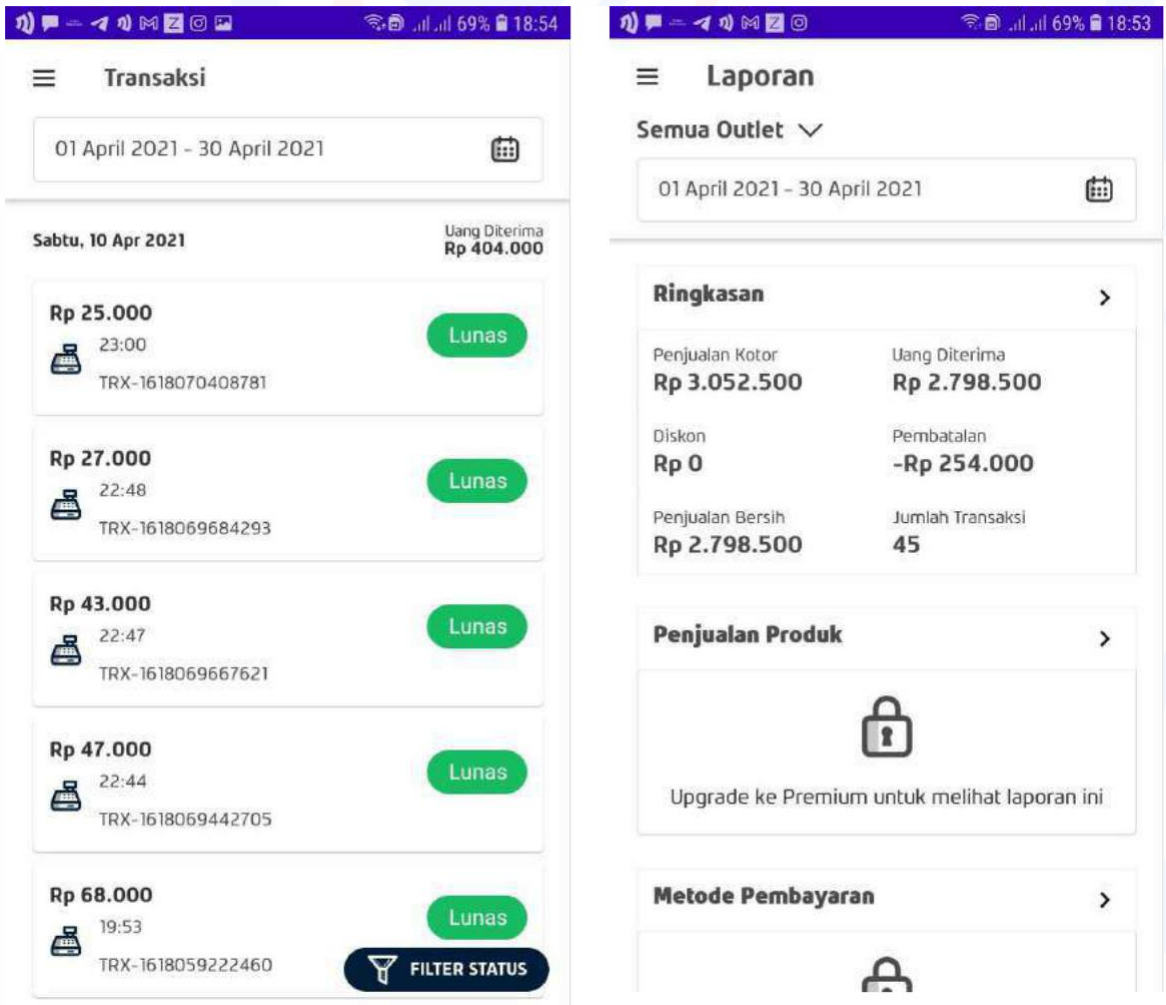 69% 18:54
Transaksi
01 April 2021 - 30 April 2021
Sabtu, 10 Apr 2021
Uang Diterima
Rp 404.000
Rp 25.000
23:00
TRX-1618070408781
Lunas
Rp 27.000
22:48
TRX-1618069684293
Lunas
Rp 43.000
22:47
TRX-1618069667621
Lunas
Rp 47.000
22:44
TRX-1618069442705
Lunas
Rp 68.000
19:53
TRX-1618059222460
Lunas
FILTER STATUS
69% 18:53
Laporan
Semua Outlet
01 April 2021 - 30 April 2021
Ringkasan
Penjualan Kotor
Rp 3.052.500
Uang Diterima
Rp 2.798.500
Diskon
Rp 0
Pembatalan
-Rp 254.000
Penjualan Bersih
Rp 2.798.500
Jumlah Transaksi
45
Penjualan Produk
Upgrade ke Premium untuk melihat laporan ini
Metode Pembayaran